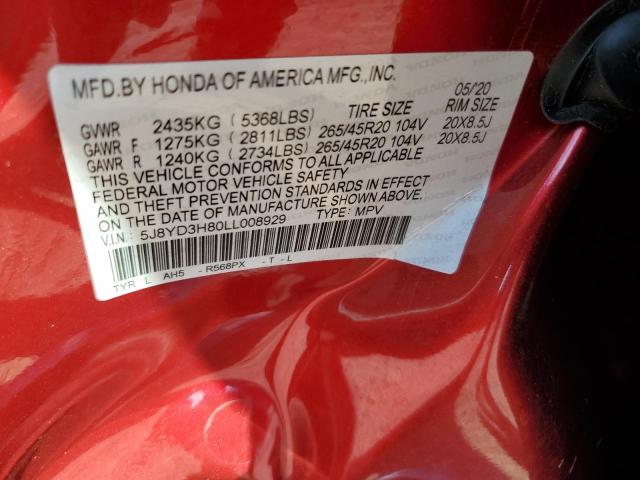 MFD.BY HONDA OF AMERICA MFG.,INC. 05/'20
TIRE SIZE RIM SIZE
GVWR 2435KG ( 5368LBS)
GAWR F 1275KG ( 2811LBS) 265/45R20 104V 20X8.5J
GAWR R 1240KG ( 2734LBS) 265/45R20 104V 20X8.5J
THIS VEHICLE CONFORMS TO ALL APPLICABLE
FEDERAL MOTOR VEHICLE SAFETY
AND THEFT PREVENTION STANDARDS IN EFFECT
ON THE DATE OF MANUFACTURE SHOWN ABOVE.
V.I.N: 5J8YD3H80LL008929 TYPE: MPV
TYR L AH5 - R568PX - T - L